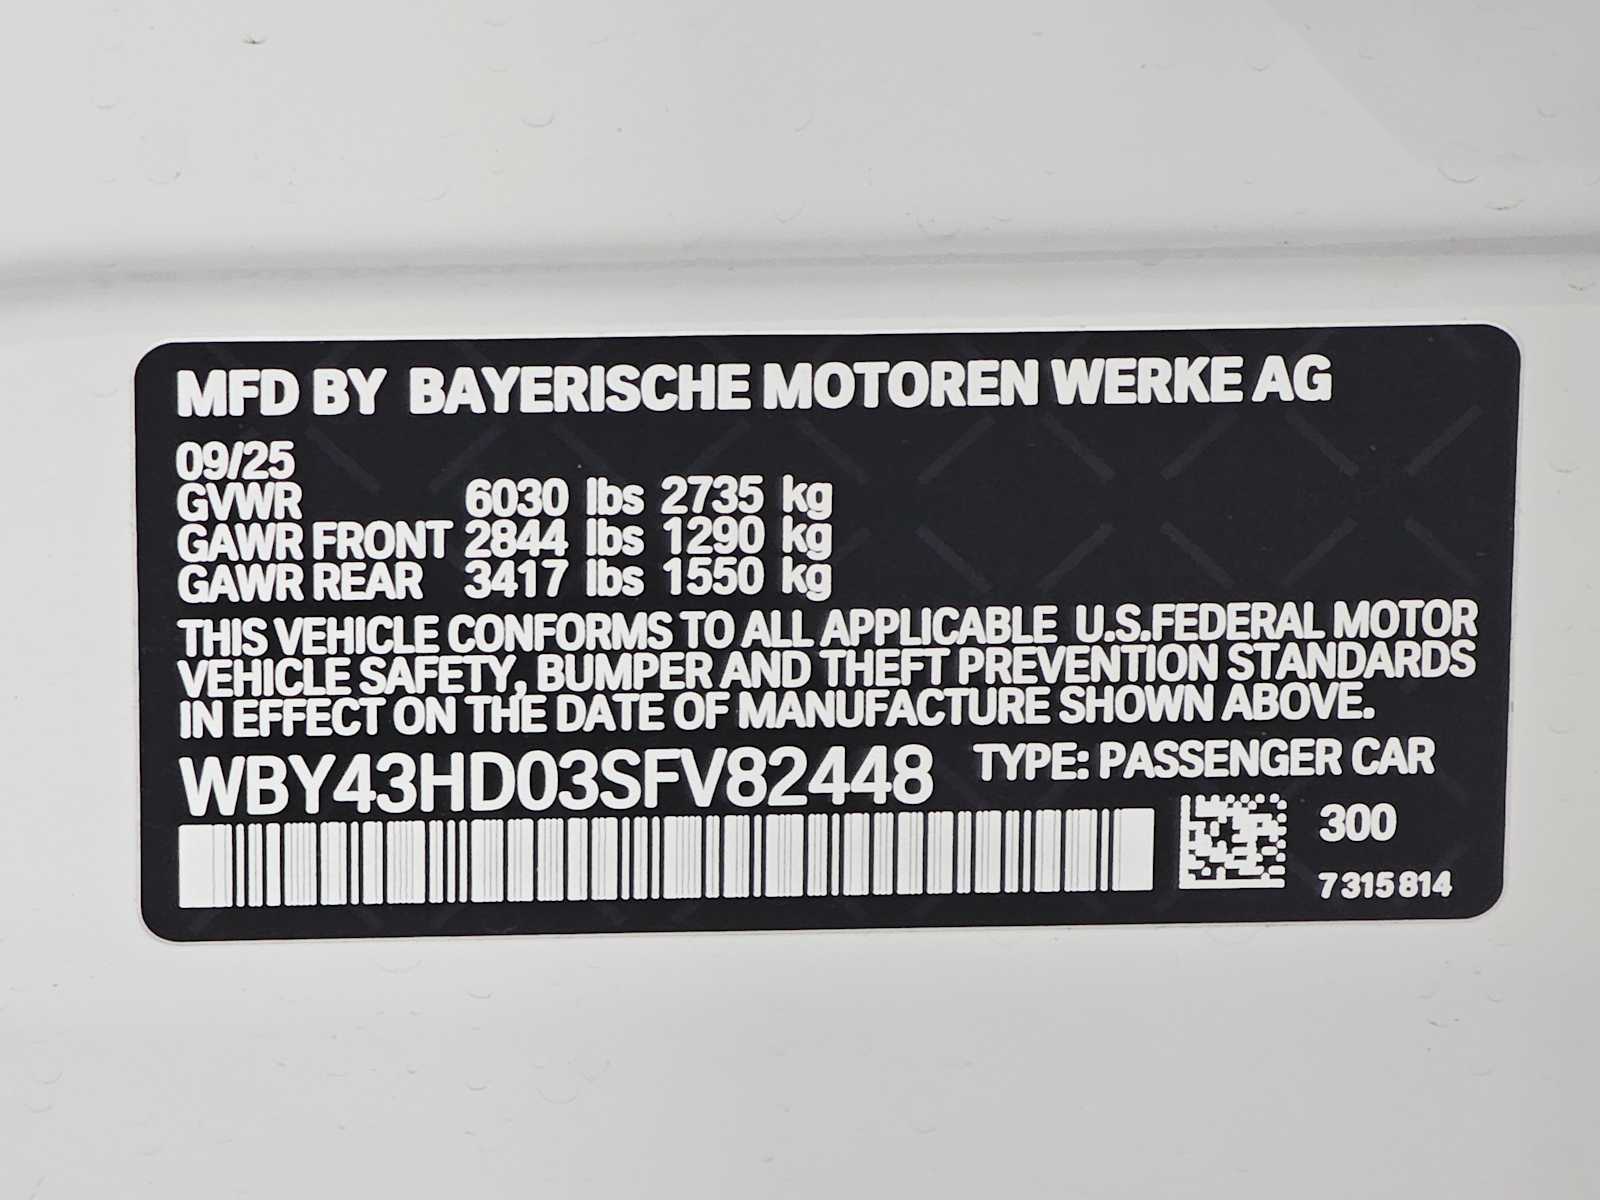 MFD BY BAYERISCHE MOTOREN WERKE AG
09/25
GVWR 6030 lbs 2735 kg
GAWR FRONT 2844 lbs 1290 kg
GAWR REAR 3417 lbs 1550 kg
THIS VEHICLE CONFORMS TO ALL APPLICABLE U.S.FEDERAL MOTOR
VEHICLE SAFETY, BUMPER AND THEFT PREVENTION STANDARDS
IN EFFECT ON THE DATE OF MANUFACTURE SHOWN ABOVE.
WBY43HD03SFV82448 TYPE: PASSENGER CAR
300
7 315 814